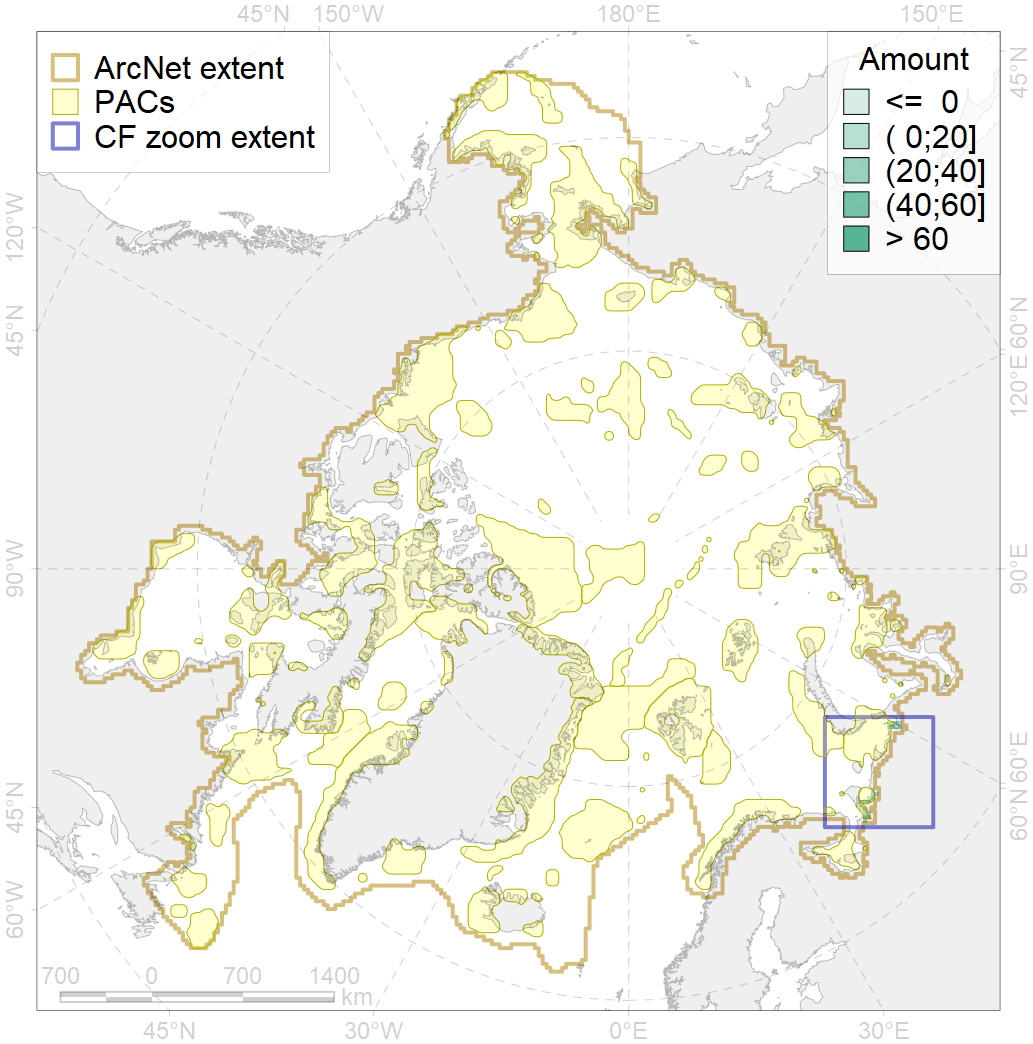 45°N 150°W 180°E 150°E
ArcNet extent
PACs
CF zoom extent
Amount
<= 0
( 0;20]
(20;40]
(40;60]
> 60
45°N
120°W
45°N
90°W
45°N
60°W
60°N
120°E
90°E
60°E
60°N
700 0 700 1400
km
45°N 30°W 0°E 30°E